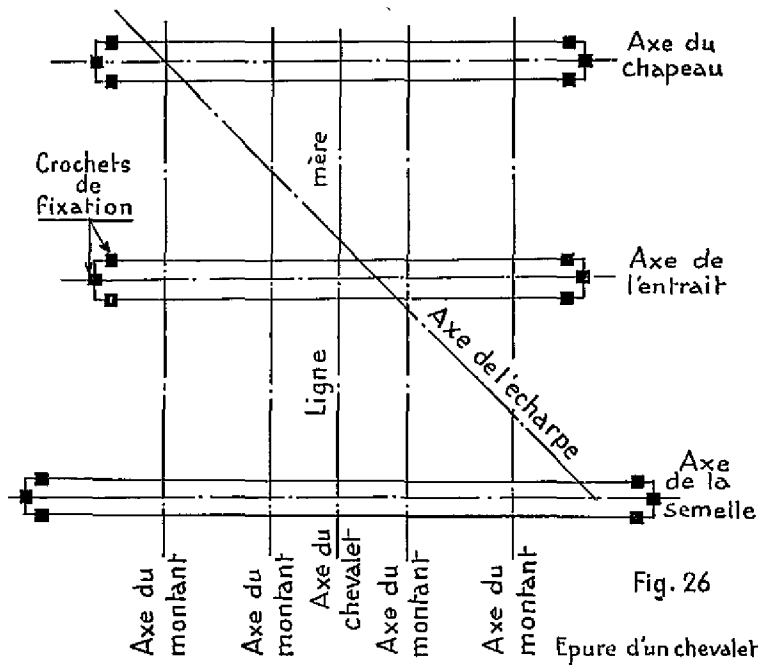 Axe du
chapeau
Crochets
de
fixation
mère
Axe de
l'entrait
Ligne
Axe de l'écharpe
Axe
de la
semelle
Axe du
montant
Axe du
montant
Axe du
chevalet
Axe du
montant
Axe du
montant
Fig. 26
Epure d'un chevalet